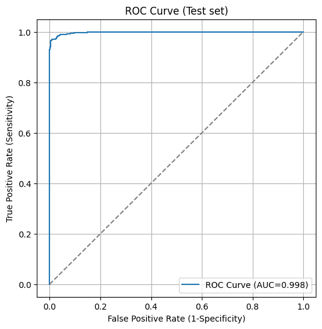 ROC Curve (Test set)
True Positive Rate (Sensitivity)
1.0
0.8
0.6
0.4
0.2
0.0
ROC Curve (AUC=0.998)
0.0 0.2 0.4 0.6 0.8 1.0
False Positive Rate (1-Specificity)